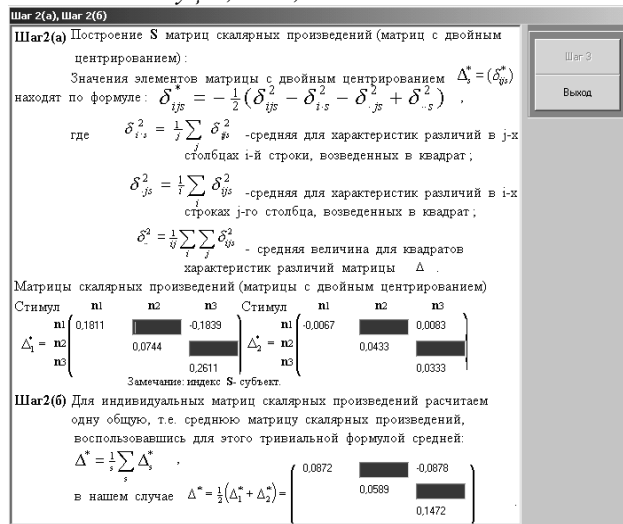 Шаг 2(а), Шаг 2(б)
Шаг2(а) Построение S матриц скалярных произведений (матриц с двойным
центрированием):
Значения элементов матрицы с двойным центрированием Δ*ₛ = (δ*ᵢⱼₛ)
находят по формуле: δ*ᵢⱼₛ = −½(δ²ᵢⱼₛ − δ²ᵢ.ₛ − δ².ⱼₛ + δ²..ₛ) ,
где δ²ᵢ.ₛ = 1/j ∑ⱼ δ²ᵢⱼₛ -средняя для характеристик различий в j-х
столбцах i-й строки, возведенных в квадрат;
δ².ⱼₛ = 1/i ∑ᵢ δ²ᵢⱼₛ -средняя для характеристик различий в i-х
строках j-го столбца, возведенных в квадрат;
δ².. = 1/ij ∑ᵢ ∑ⱼ δ²ᵢⱼₛ - средняя величина для квадратов
характеристик различий матрицы Δ .
Матрицы скалярных произведений (матрицы с двойным центрированием)
Стимул n1 n2 n3 Стимул n1 n2 n3
n1 0,1811 -0,1839 n1 -0,0067 0,0083
Δ*₁ = n2 0,0744 Δ*₂ = n2 0,0433
n3 0,2611 n3 0,0333
Замечание: индекс S- субъект.
Шаг2(б) Для индивидуальных матриц скалярных произведений расчитаем
одну общую, т.е. среднюю матрицу скалярных произведений,
воспользовавшись для этого тривиальной формулой средней:
Δ* = 1/s ∑ₛ Δ*ₛ ,
0,0872 -0,0878
в нашем случае Δ* = ½(Δ*₁ + Δ*₂) = 0,0589
0,1472
Шаг 3
Выход